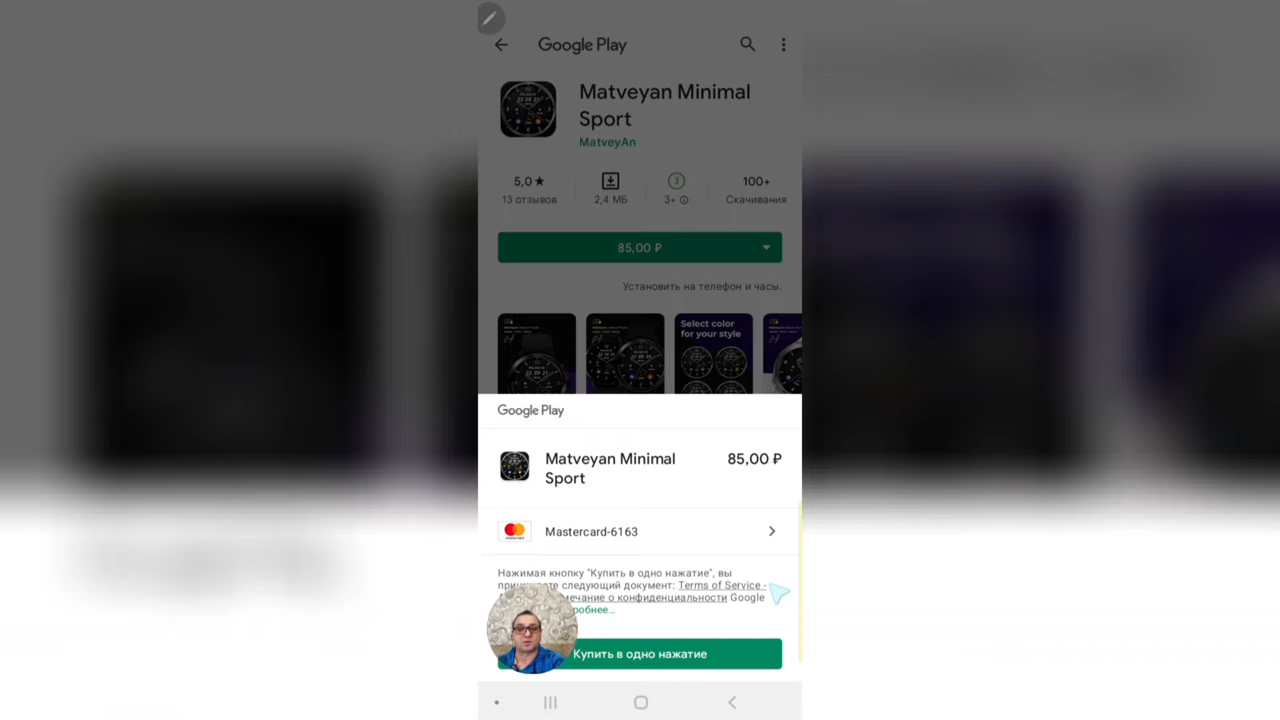 Google Play
Matveyan Minimal
Sport
MatveyAn
5,0 ★
13 отзывов
2,4 МБ
3
3+
100+
Скачивания
85,00 ₽
Установить на телефон и часы.
Select color
for your style
Google Play
Matveyan Minimal
Sport
85,00 ₽
Mastercard-6163
Нажимая кнопку "Купить в одно нажатие", вы
следующий документ: Terms of Service -
о конфиденциальности Google
Купить в одно нажатие